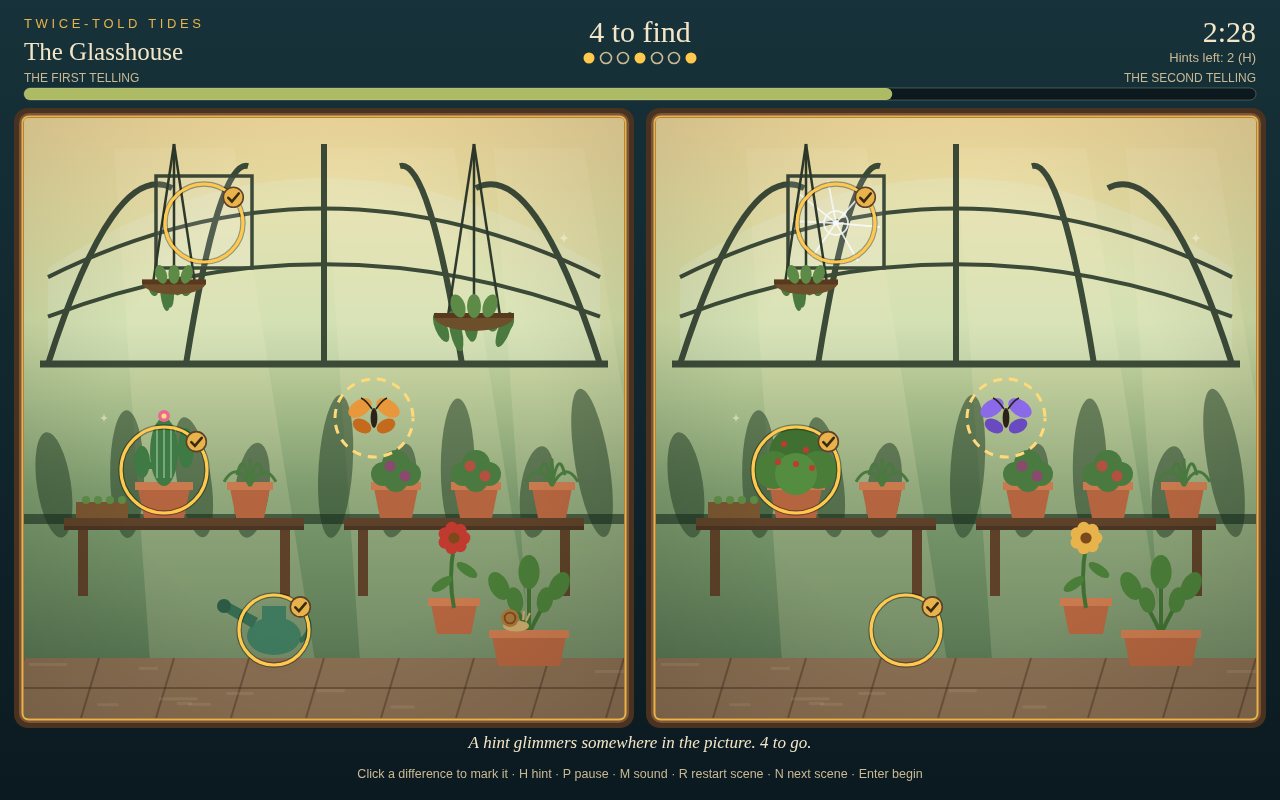 TWICE-TOLD TIDES
The Glasshouse
THE FIRST TELLING
4 to find
2:28
Hints left: 2 (H)
THE SECOND TELLING
A hint glimmers somewhere in the picture. 4 to go.
Click a difference to mark it · H hint · P pause · M sound · R restart scene · N next scene · Enter begin